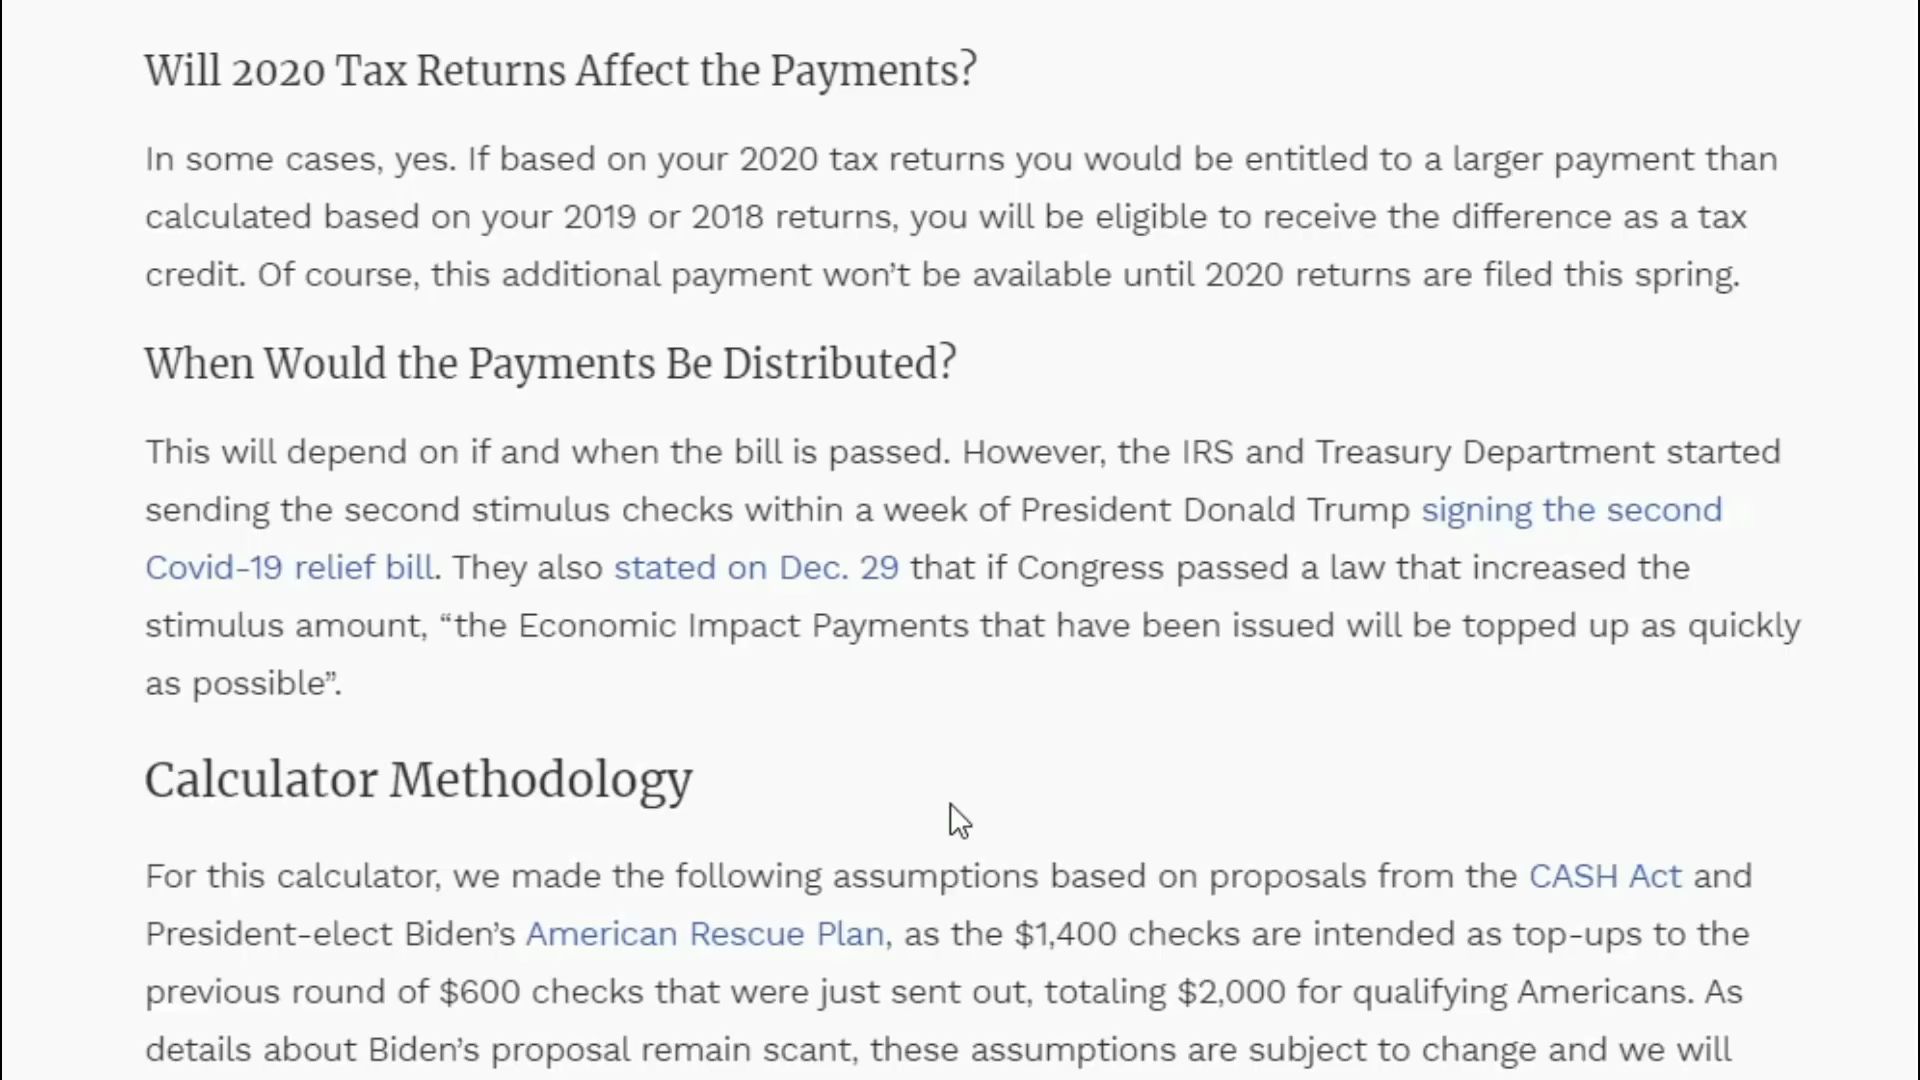 Will 2020 Tax Returns Affect the Payments?
In some cases, yes. If based on your 2020 tax returns you would be entitled to a larger payment than
calculated based on your 2019 or 2018 returns, you will be eligible to receive the difference as a tax
credit. Of course, this additional payment won’t be available until 2020 returns are filed this spring.
When Would the Payments Be Distributed?
This will depend on if and when the bill is passed. However, the IRS and Treasury Department started
sending the second stimulus checks within a week of President Donald Trump signing the second
Covid-19 relief bill. They also stated on Dec. 29 that if Congress passed a law that increased the
stimulus amount, “the Economic Impact Payments that have been issued will be topped up as quickly
as possible”.
Calculator Methodology
For this calculator, we made the following assumptions based on proposals from the CASH Act and
President-elect Biden’s American Rescue Plan, as the $1,400 checks are intended as top-ups to the
previous round of $600 checks that were just sent out, totaling $2,000 for qualifying Americans. As
details about Biden’s proposal remain scant, these assumptions are subject to change and we will